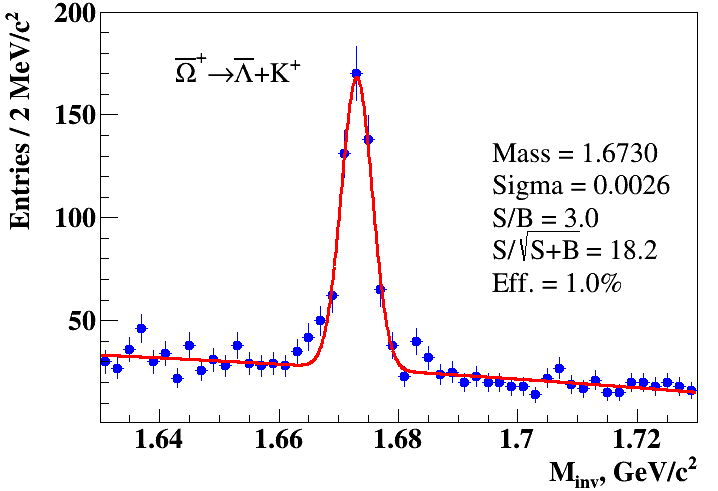 Entries / 2 MeV/c²
200
150
100
50
Ω̅⁺→Λ̅+K⁺
Mass = 1.6730
Sigma = 0.0026
S/B = 3.0
S/√S+B = 18.2
Eff. = 1.0%
1.64 1.66 1.68 1.7 1.72
Minv, GeV/c²